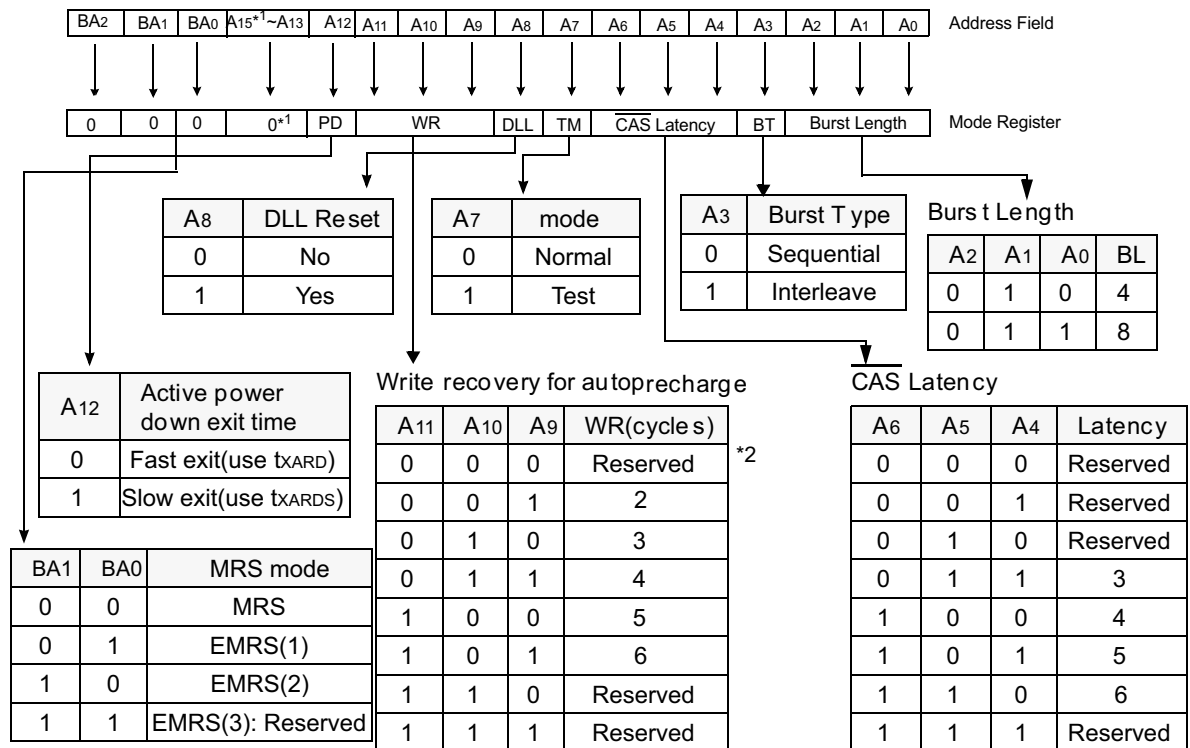 BA2 BA1 BA0 A15*1~A13 A12 A11 A10 A9 A8 A7 A6 A5 A4 A3 A2 A1 A0 Address Field
0 0 0 0*1 PD WR DLL TM CAS Latency BT Burst Length Mode Register
A8 DLL Reset
0 No
1 Yes
A7 mode
0 Normal
1 Test
A3 Burst Type
0 Sequential
1 Interleave
Burst Length
A2 A1 A0 BL
0 1 0 4
0 1 1 8
A12 Active power
down exit time
0 Fast exit(use tXARD)
1 Slow exit(use tXARDS)
BA1 BA0 MRS mode
0 0 MRS
0 1 EMRS(1)
1 0 EMRS(2)
1 1 EMRS(3): Reserved
Write recovery for autoprecharge
A11 A10 A9 WR(cycles)
0 0 0 Reserved *2
0 0 1 2
0 1 0 3
0 1 1 4
1 0 0 5
1 0 1 6
1 1 0 Reserved
1 1 1 Reserved
CAS Latency
A6 A5 A4 Latency
0 0 0 Reserved
0 0 1 Reserved
0 1 0 Reserved
0 1 1 3
1 0 0 4
1 0 1 5
1 1 0 6
1 1 1 Reserved